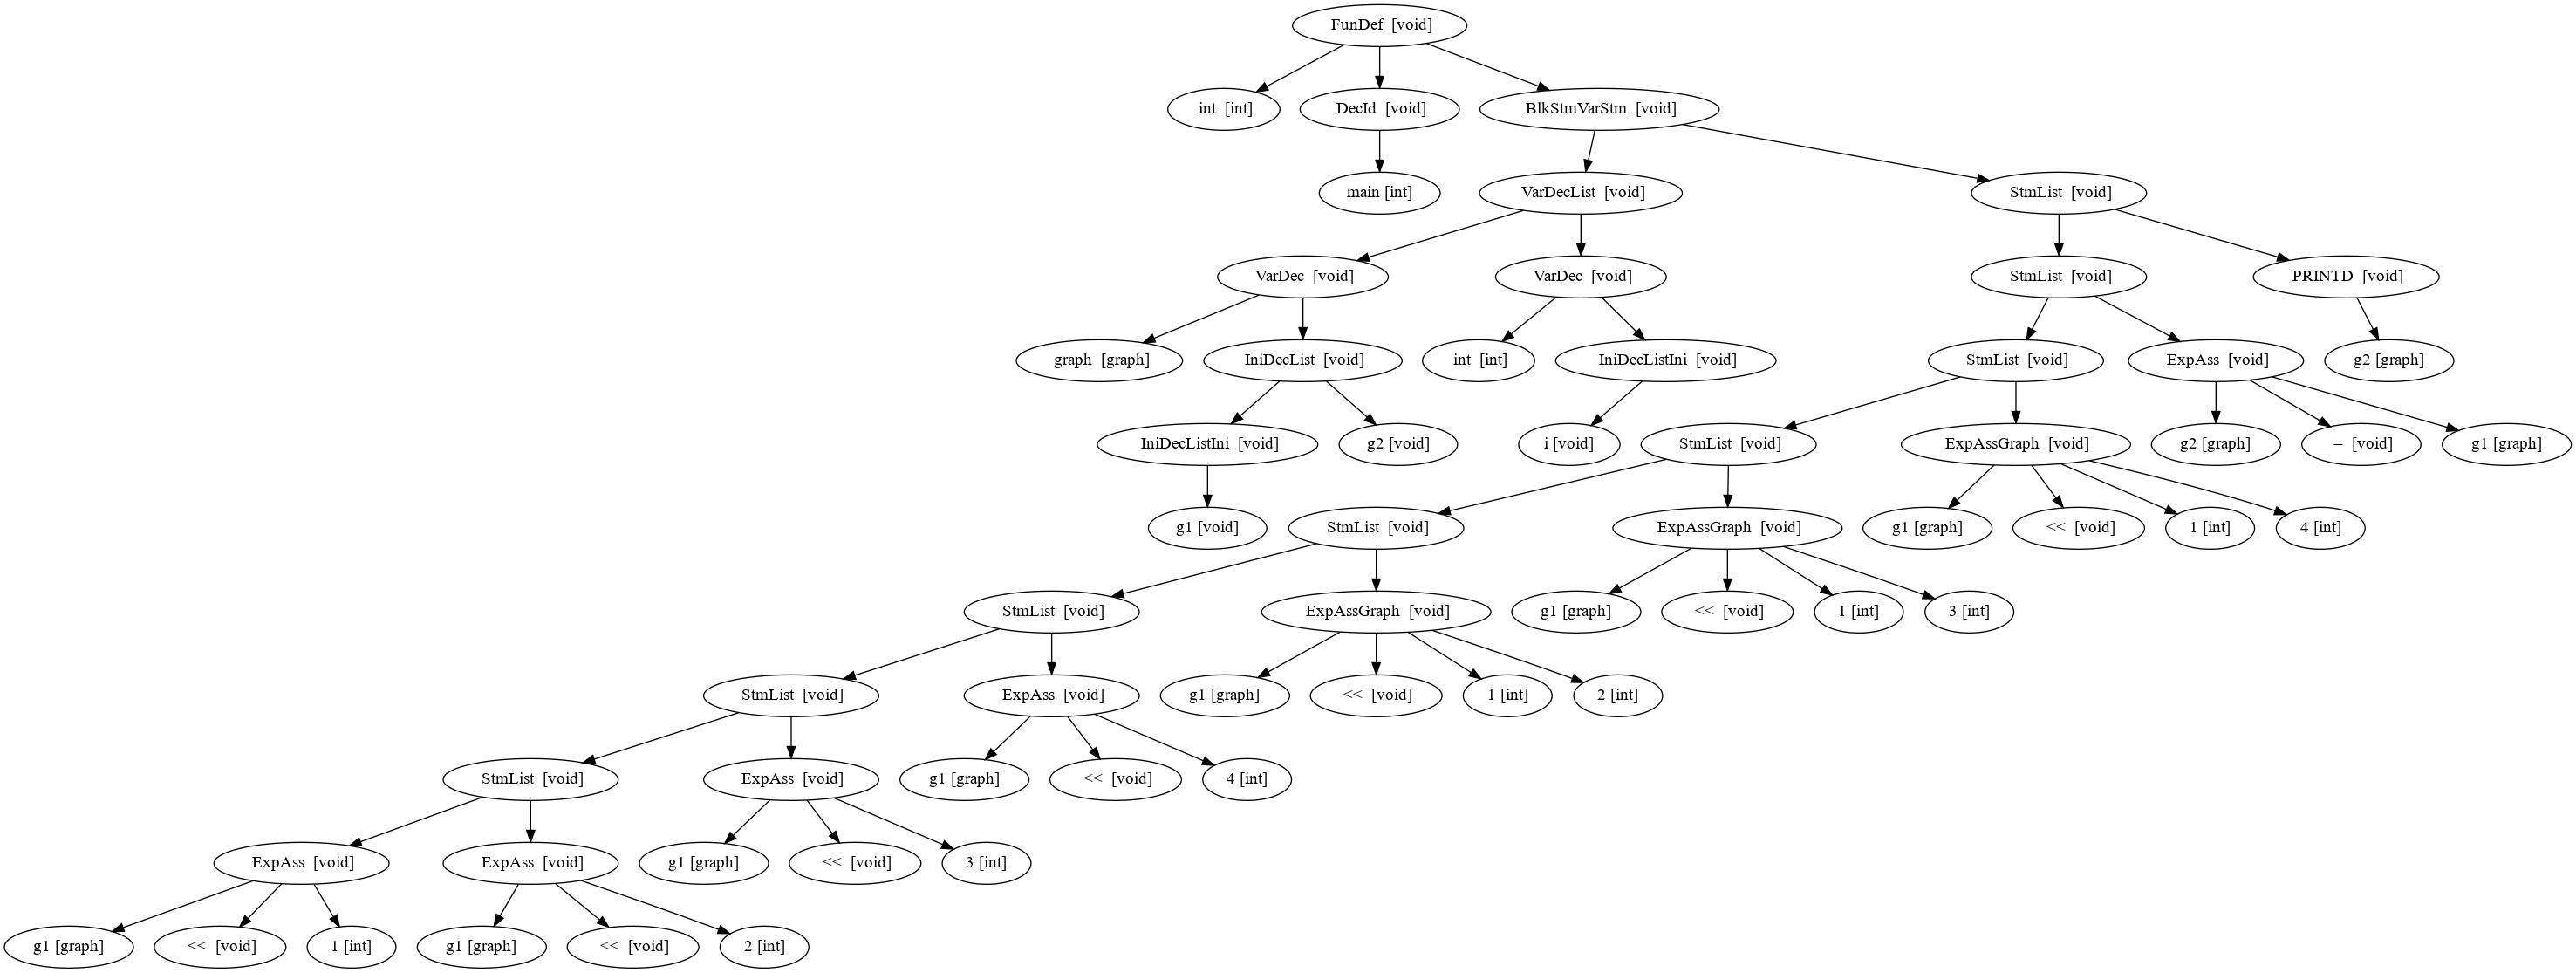 FunDef [void]
int [int]
DecId [void]
BlkStmVarStm [void]
main [int]
VarDecList [void]
StmList [void]
VarDec [void]
VarDec [void]
StmList [void]
PRINTD [void]
graph [graph]
IniDecList [void]
int [int]
IniDecListIni [void]
StmList [void]
ExpAss [void]
g2 [graph]
IniDecListIni [void]
g2 [void]
i [void]
StmList [void]
ExpAssGraph [void]
g2 [graph]
= [void]
g1 [graph]
g1 [void]
StmList [void]
ExpAssGraph [void]
g1 [graph]
<< [void]
1 [int]
4 [int]
StmList [void]
ExpAssGraph [void]
g1 [graph]
<< [void]
1 [int]
3 [int]
StmList [void]
ExpAss [void]
g1 [graph]
<< [void]
1 [int]
2 [int]
StmList [void]
ExpAss [void]
g1 [graph]
<< [void]
4 [int]
ExpAss [void]
ExpAss [void]
g1 [graph]
<< [void]
3 [int]
g1 [graph]
<< [void]
1 [int]
g1 [graph]
<< [void]
2 [int]